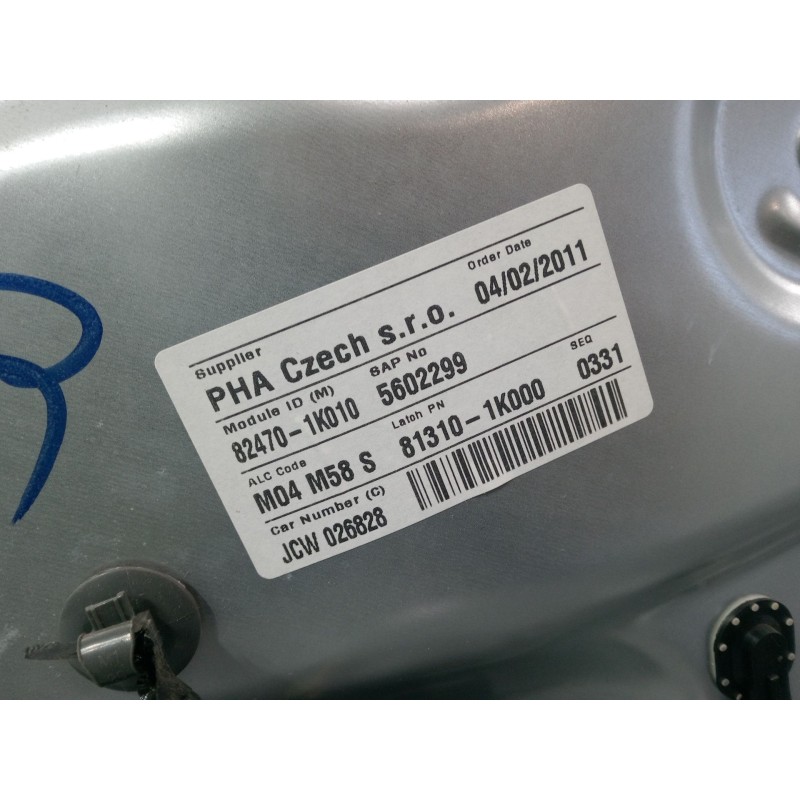 Supplier Order Date
PHA Czech s.r.o. 04/02/2011
Module ID (M) SAP No SEQ
82470-1K010 5602299 0331
ALC Code Latch PN
M04 M58 S 81310-1K000
Car Number (C)
JCW 026828